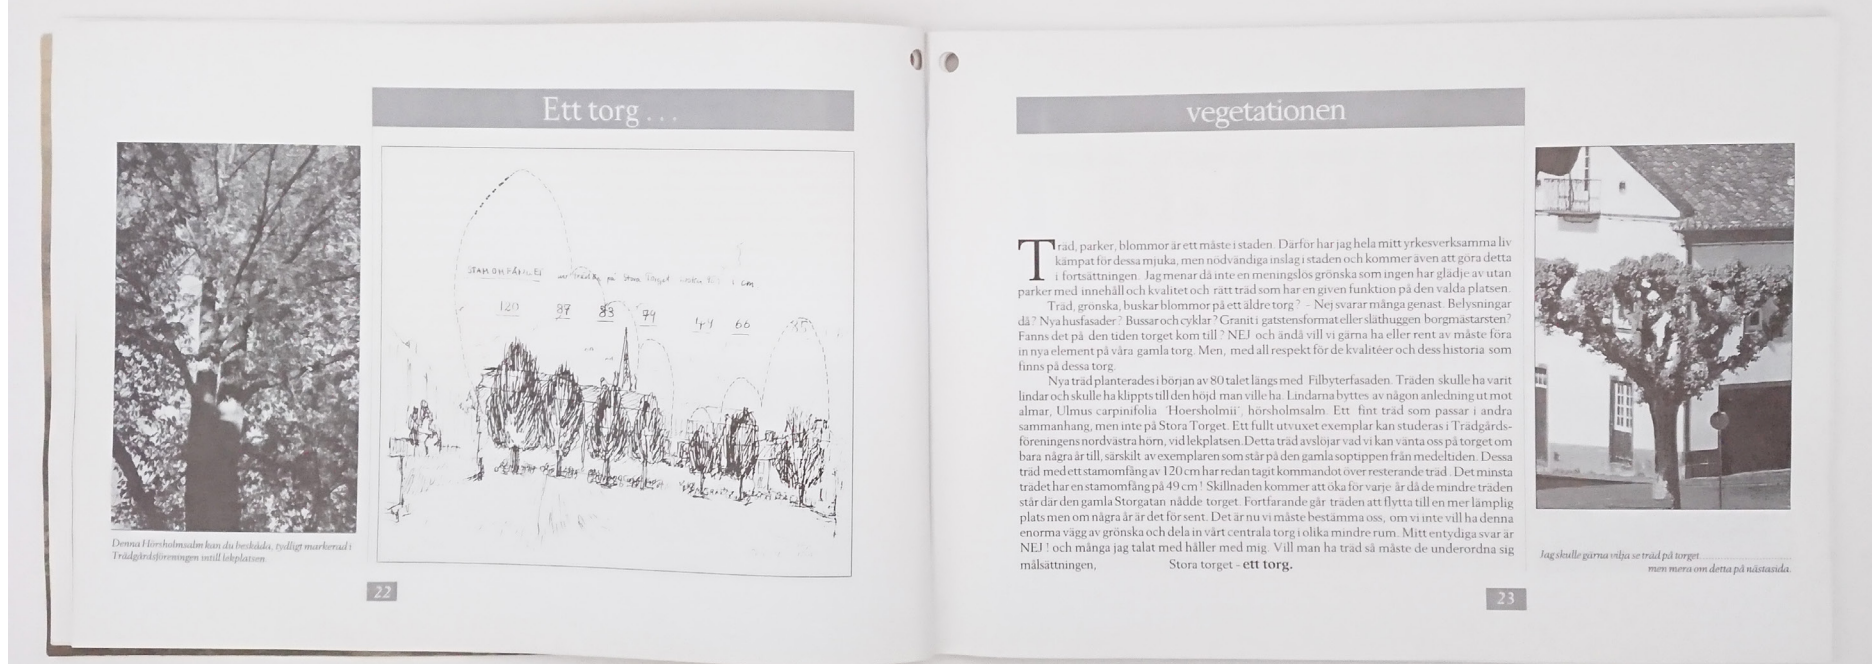 Ett torg . . .
STAMOMFÅNGET
120 87 83 79 49 66 85
Denna Hörsholmsalm kan du beskåda, tydligt markerad i
Trädgårdsföreningen intill lekplatsen.
22
vegetationen
Träd, parker, blommor är ett måste i staden. Därför har jag hela mitt yrkesverksamma liv
kämpat för dessa mjuka, men nödvändiga inslag i staden och kommer även att göra detta
i fortsättningen. Jag menar då inte en meningslös grönska som ingen har glädje av utan
parker med innehåll och kvalitet och rätt träd som har en given funktion på den valda platsen.
Träd, grönska, buskar blommor på ett äldre torg ? - Nej svarar många genast. Belysningar
då ? Nya husfasader ? Bussar och cyklar ? Granit i gatstensformat eller släthuggen borgmästarsten?
Fanns det på den tiden torget kom till ? NEJ och ändå vill vi gärna ha eller rent av måste föra
in nya element på våra gamla torg. Men, med all respekt för de kvalitéer och dess historia som
finns på dessa torg.
Nya träd planterades i början av 80 talet längs med Filbyterfasaden. Träden skulle ha varit
lindar och skulle ha klippts till den höjd man ville ha. Lindarna byttes av någon anledning ut mot
almar, Ulmus carpinifolia 'Hoersholmii', hörsholmsalm. Ett fint träd som passar i andra
sammanhang, men inte på Stora Torget. Ett fullt utvuxet exemplar kan studeras i Trädgårds-
föreningens nordvästra hörn, vid lekplatsen. Detta träd avslöjar vad vi kan vänta oss på torget om
bara några år till, särskilt av exemplaren som står på den gamla soptippen från medeltiden. Dessa
träd med ett stamomfång av 120 cm har redan tagit kommandot över resterande träd . Det minsta
trädet har en stamomfång på 49 cm ! Skillnaden kommer att öka för varje år då de mindre träden
står där den gamla Storgatan nådde torget. Fortfarande går träden att flytta till en mer lämplig
plats men om några år är det för sent. Det är nu vi måste bestämma oss, om vi inte vill ha denna
enorma vägg av grönska och dela in vårt centrala torg i olika mindre rum. Mitt entydiga svar är
NEJ ! och många jag talat med håller med mig. Vill man ha träd så måste de underordna sig
målsättningen, Stora torget - ett torg.
Jag skulle gärna vilja se träd på torget
men mera om detta på nästa sida.
23